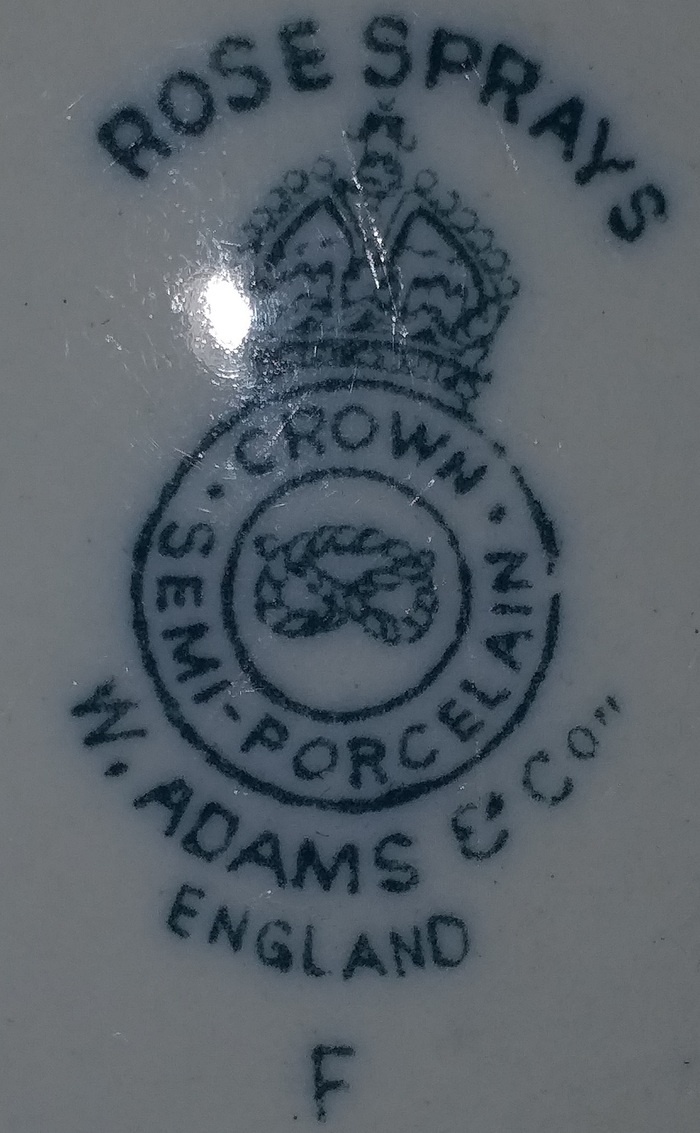 ROSE SPRAYS
· CROWN ·
SEMI-PORCELAIN
W. ADAMS & Co"
ENGLAND
F